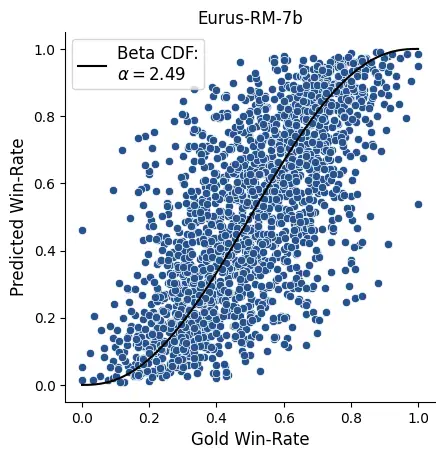 Eurus-RM-7b
Beta CDF:
α = 2.49
Predicted Win-Rate
1.0
0.8
0.6
0.4
0.2
0.0
0.0 0.2 0.4 0.6 0.8 1.0
Gold Win-Rate